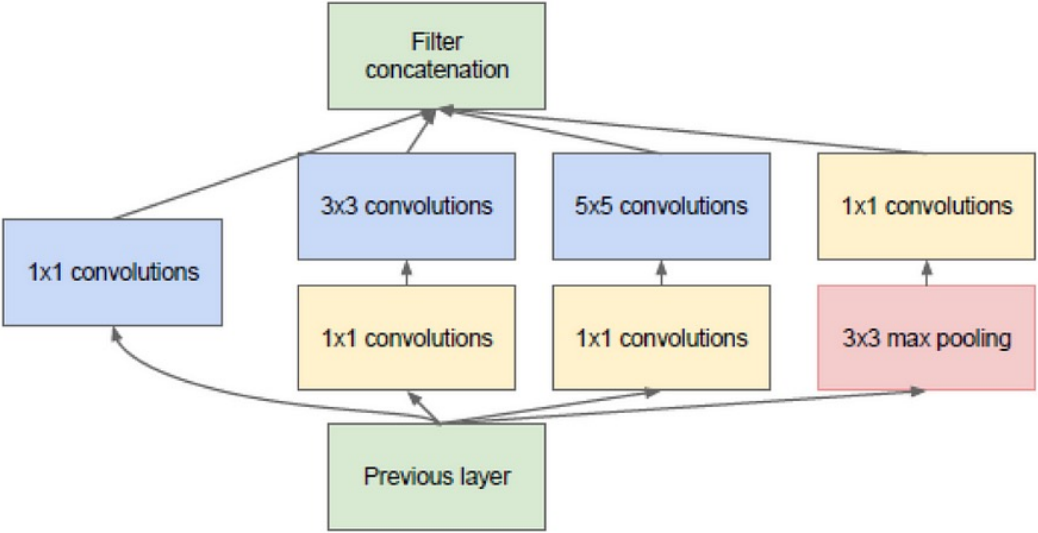 Filter
concatenation
3x3 convolutions
5x5 convolutions
1x1 convolutions
1x1 convolutions
1x1 convolutions
1x1 convolutions
3x3 max pooling
Previous layer